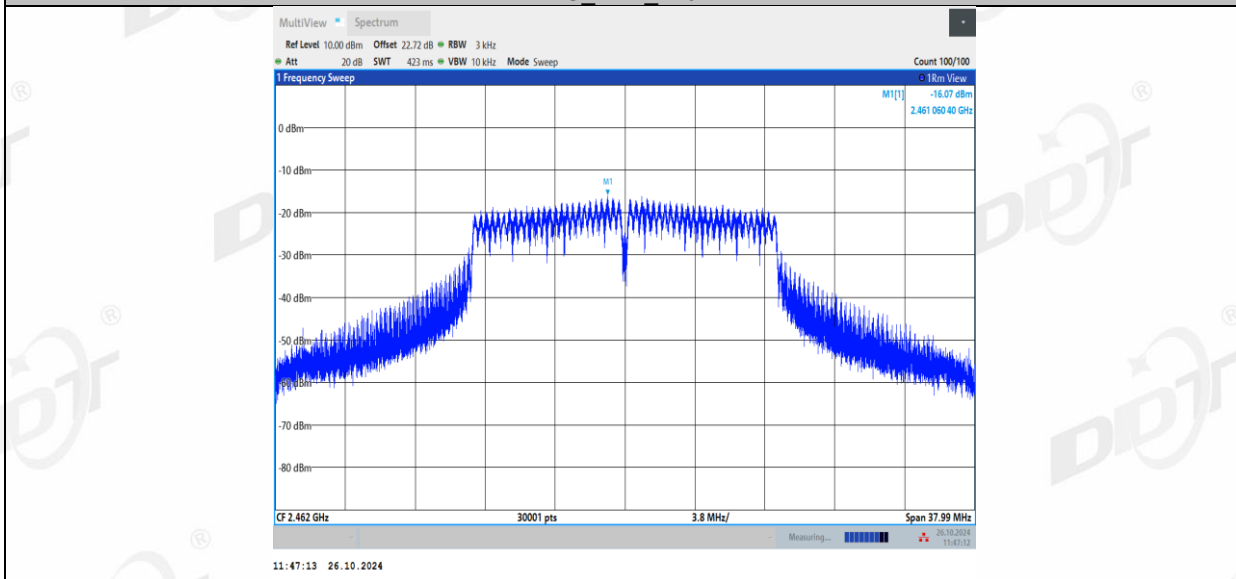 MultiView Spectrum
Ref Level 10.00 dBm Offset 22.72 dB RBW 3 kHz
Att 20 dB SWT 423 ms VBW 10 kHz Mode Sweep Count 100/100
1 Frequency Sweep 1Rm View
M1[1] -16.07 dBm
2.461 060 40 GHz
0 dBm
-10 dBm
M1
-20 dBm
-30 dBm
-40 dBm
-50 dBm
-60 dBm
-70 dBm
-80 dBm
CF 2.462 GHz 30001 pts 3.8 MHz/ Span 37.99 MHz
Measuring... 26.10.2024
11:47:12
11:47:13 26.10.2024
DDT
®
®
®
®
®